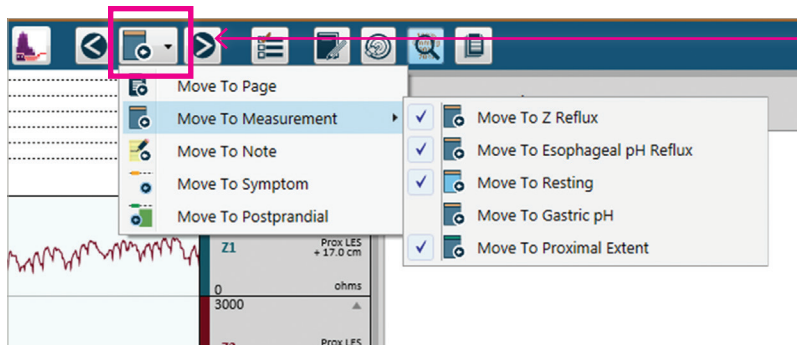 Move To Page
Move To Measurement
Move To Note
Move To Symptom
Move To Postprandial
Move To Z Reflux
Move To Esophageal pH Reflux
Move To Resting
Move To Gastric pH
Move To Proximal Extent
Z1
Prox LES
+ 17.0 cm
0
ohms
3000
Prox LES